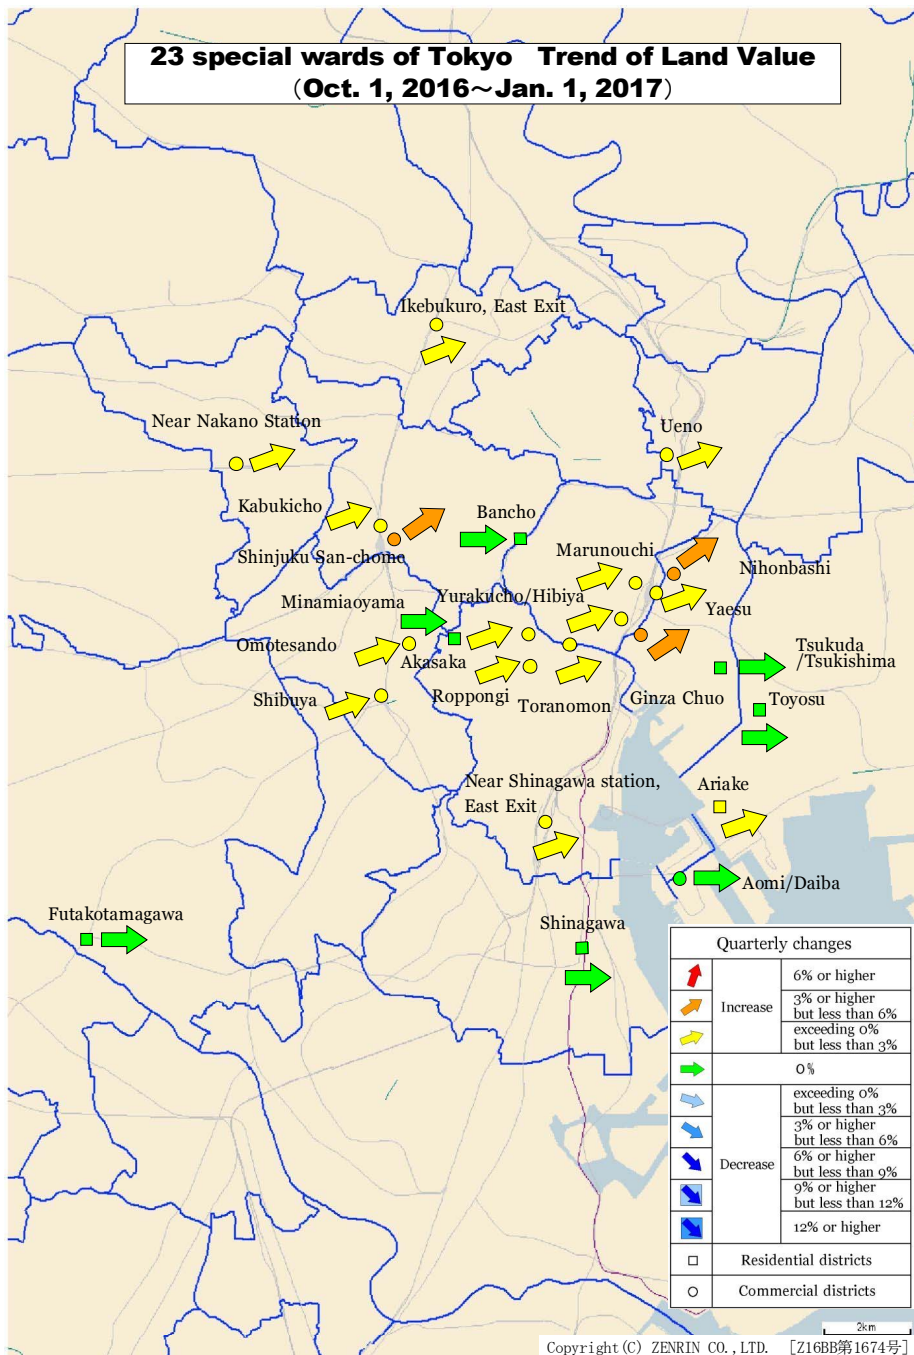 23 special wards of Tokyo Trend of Land Value
（Oct. 1, 2016～Jan. 1, 2017）
Ikebukuro, East Exit
Near Nakano Station
Ueno
Kabukicho
Bancho
Shinjuku San-chome
Marunouchi
Nihonbashi
Minamiaoyama
Yurakucho/Hibiya
Yaesu
Omotesando
Akasaka
Tsukuda
/Tsukishima
Shibuya
Roppongi
Toranomon
Ginza Chuo
Toyosu
Near Shinagawa station,
East Exit
Ariake
Aomi/Daiba
Futakotamagawa
Shinagawa
Quarterly changes
Increase
6% or higher
3% or higher
but less than 6%
exceeding 0%
but less than 3%
0%
Decrease
exceeding 0%
but less than 3%
3% or higher
but less than 6%
6% or higher
but less than 9%
9% or higher
but less than 12%
12% or higher
Residential districts
Commercial districts
2km
Copyright(C) ZENRIN CO.,LTD. [Z16BB第1674号]